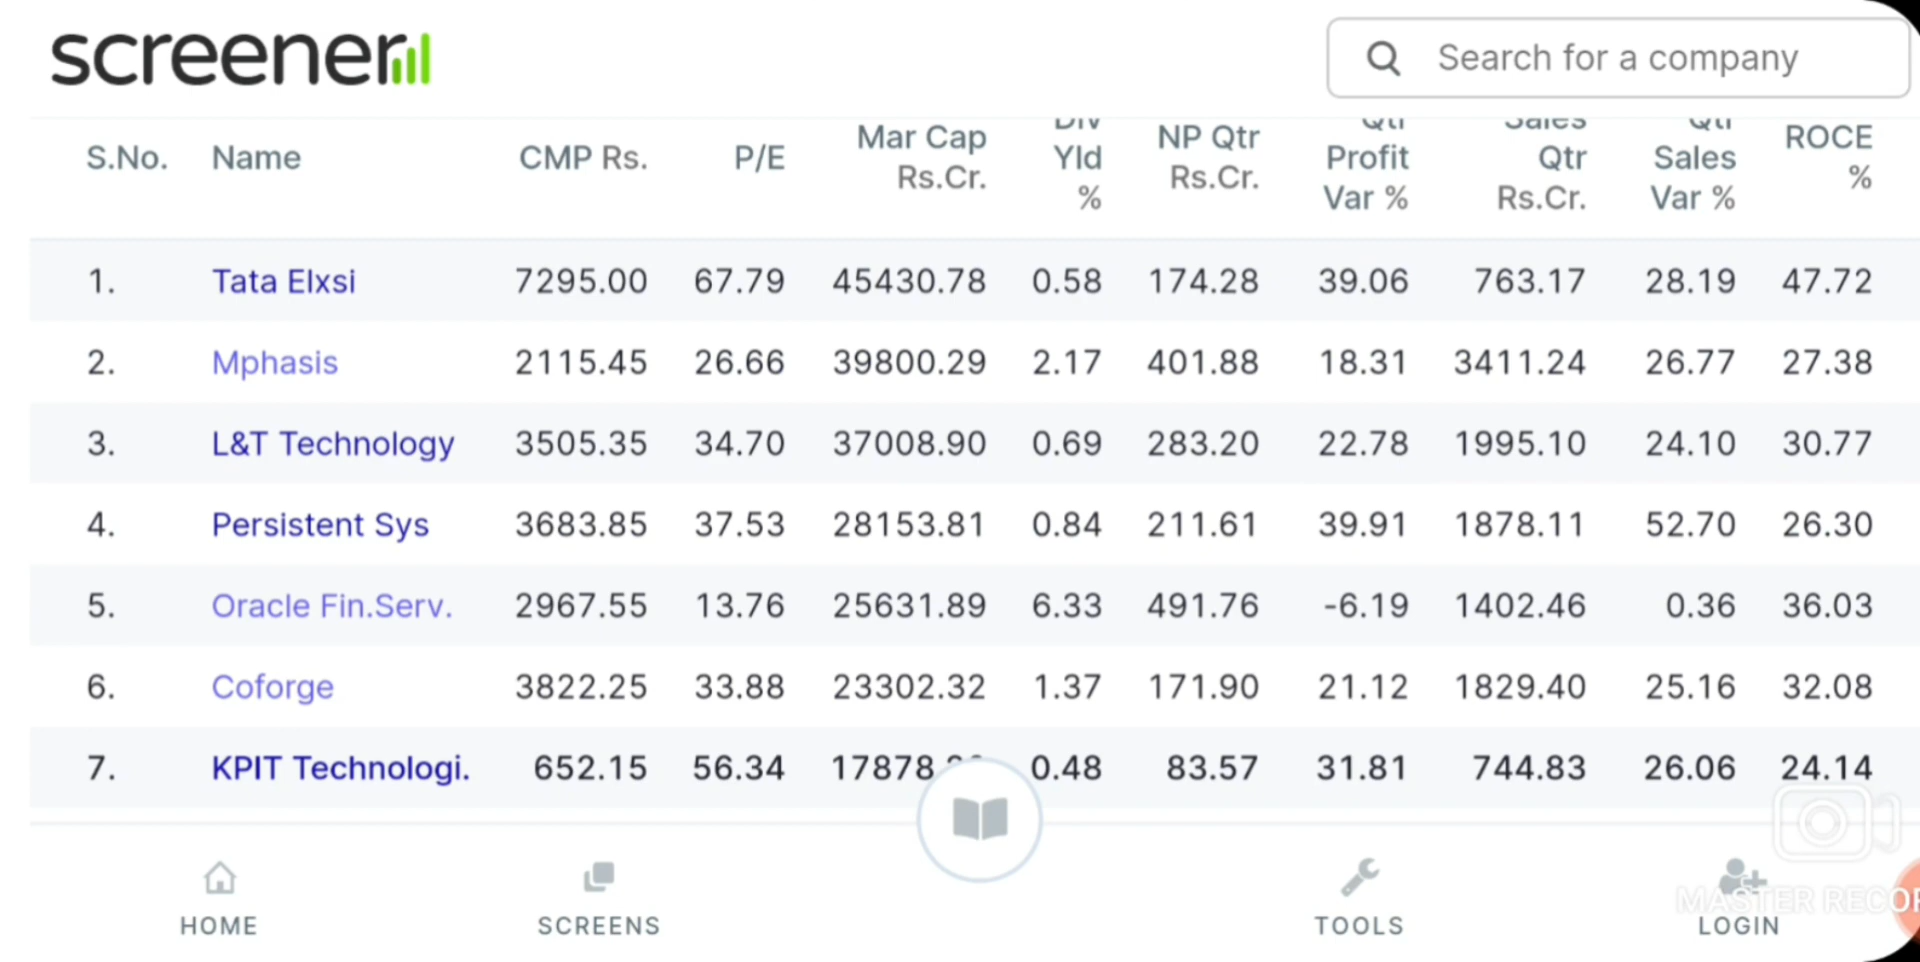 screener
Search for a company
S.No. Name CMP Rs. P/E Mar Cap Rs.Cr. Div Yld % NP Qtr Rs.Cr. Qtr Profit Var % Sales Qtr Rs.Cr. Qtr Sales Var % ROCE %
1. Tata Elxsi 7295.00 67.79 45430.78 0.58 174.28 39.06 763.17 28.19 47.72
2. Mphasis 2115.45 26.66 39800.29 2.17 401.88 18.31 3411.24 26.77 27.38
3. L&T Technology 3505.35 34.70 37008.90 0.69 283.20 22.78 1995.10 24.10 30.77
4. Persistent Sys 3683.85 37.53 28153.81 0.84 211.61 39.91 1878.11 52.70 26.30
5. Oracle Fin.Serv. 2967.55 13.76 25631.89 6.33 491.76 -6.19 1402.46 0.36 36.03
6. Coforge 3822.25 33.88 23302.32 1.37 171.90 21.12 1829.40 25.16 32.08
7. KPIT Technologi. 652.15 56.34 17878 0.48 83.57 31.81 744.83 26.06 24.14
HOME SCREENS TOOLS LOGIN
MASTER RECOR